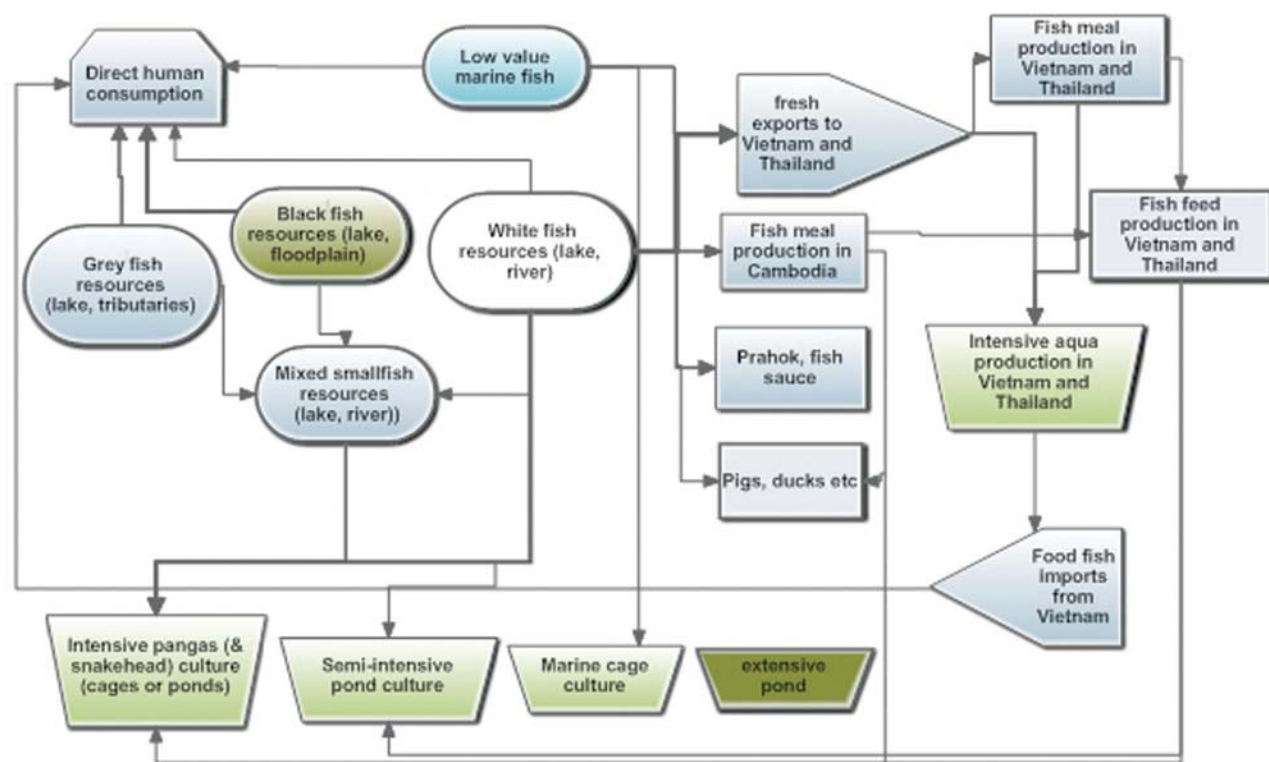 Direct human
consumption
Low value
marine fish
Fish meal
production in
Vietnam and
Thailand
fresh
exports to
Vietnam and
Thailand
Black fish
resources (lake,
floodplain)
White fish
resources (lake,
river)
Fish meal
production in
Cambodia
Fish feed
production in
Vietnam and
Thailand
Grey fish
resources
(lake, tributaries)
Mixed smallfish
resources
(lake, river))
Prahok, fish
sauce
Intensive aqua
production in
Vietnam and
Thailand
Pigs, ducks etc
Food fish
imports
from
Vietnam
Intensive pangas (&
snakehead) culture
(cages or ponds)
Semi-intensive
pond culture
Marine cage
culture
extensive
pond